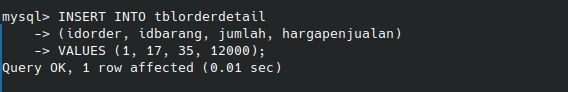 mysql> INSERT INTO tblorderdetail
    -> (idorder, idbarang, jumlah, hargapenjualan)
    -> VALUES (1, 17, 35, 12000);
Query OK, 1 row affected (0.01 sec)